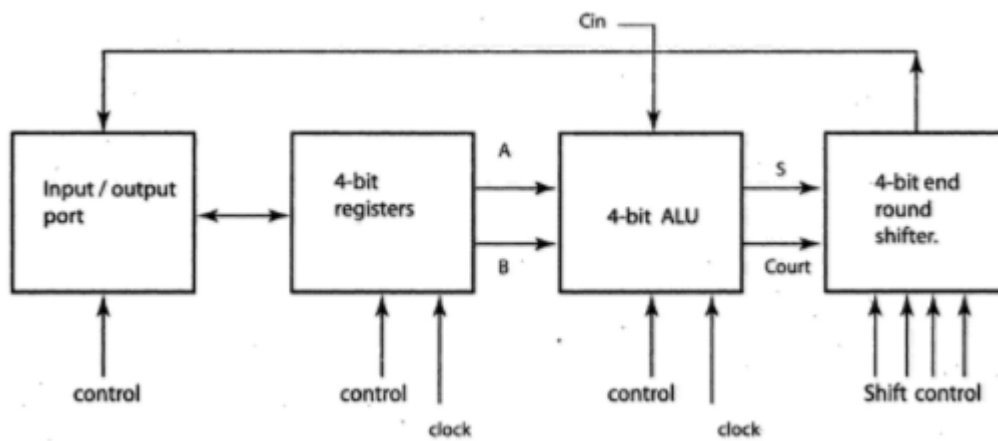 Cin
Input / output
port
4-bit
registers
A
B
4-bit ALU
S
Court
4-bit end
round
shifter.
control
control
clock
control
clock
Shift control